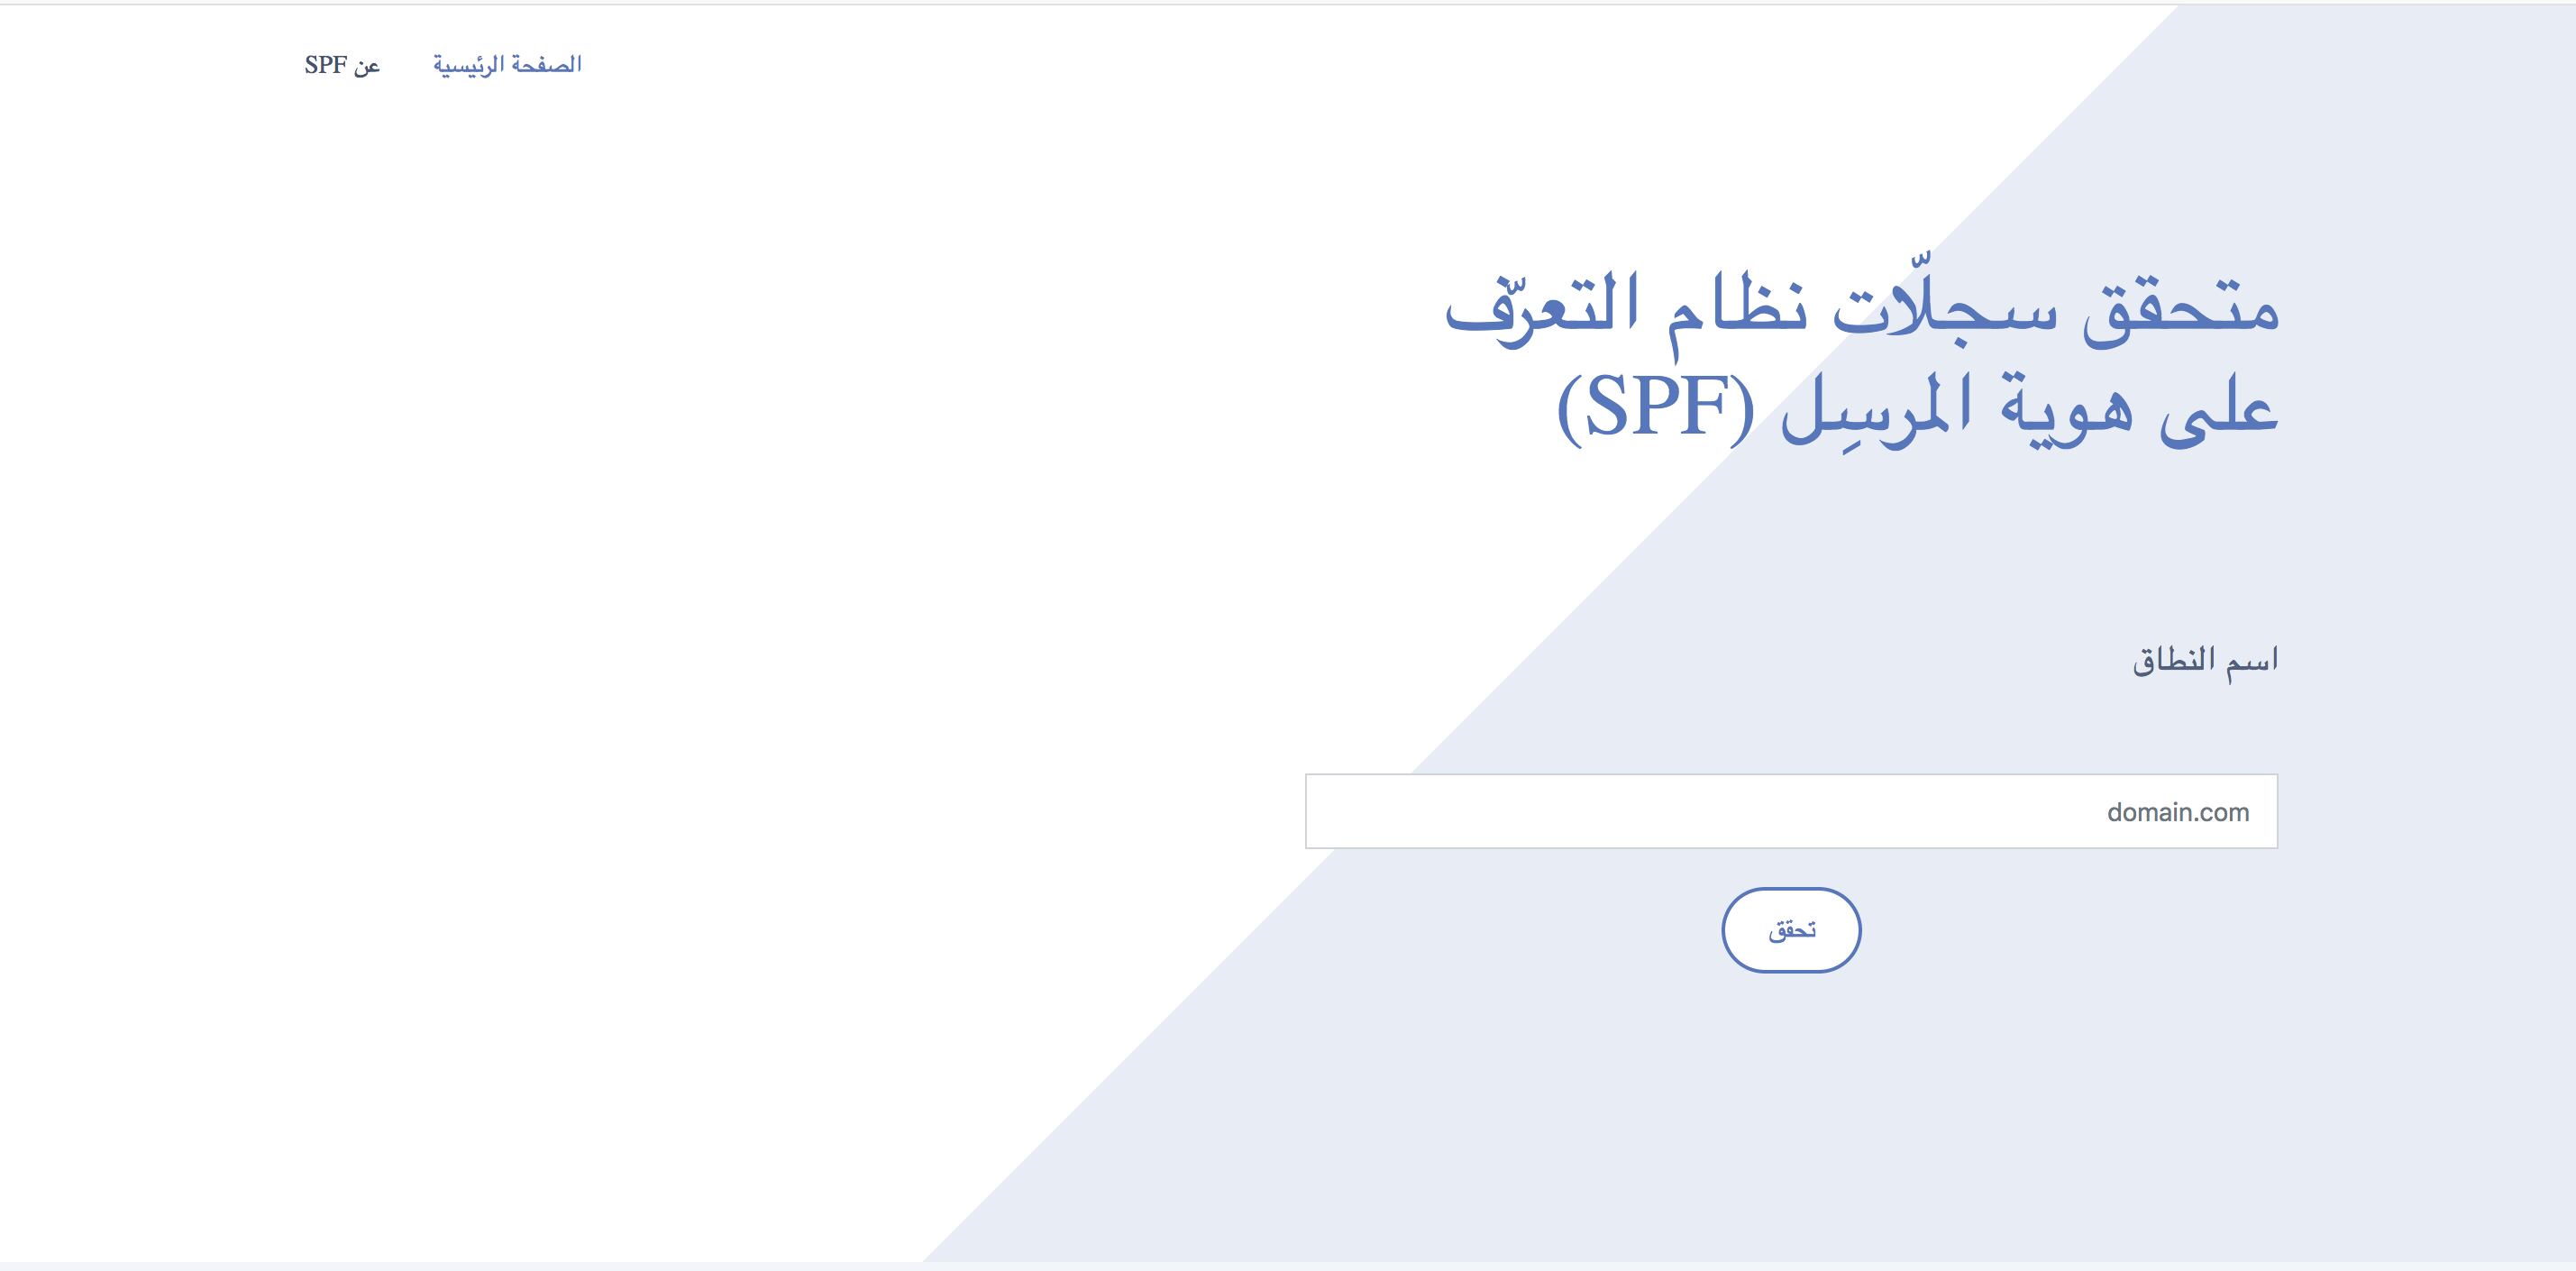 الصفحة الرئيسية
عن SPF
متحقق سجلّات نظام التعرّف
على هوية المرسِل (SPF)
اسم النطاق
domain.com
تحقق